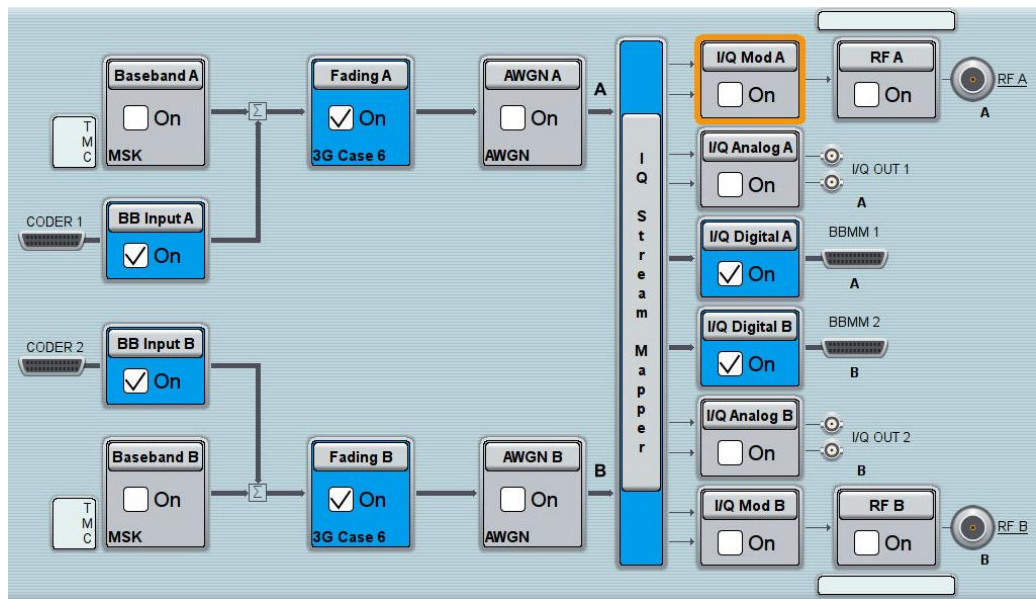 Baseband A
On
T
M
C
MSK
Σ
Fading A
On
3G Case 6
AWGN A
On
AWGN
A
I/Q Mod A
On
RF A
On
RF A
A
I/Q Analog A
On
I/Q OUT 1
A
CODER 1
BB Input A
On
I/Q Digital A
On
BBMM 1
A
I
Q
S
t
r
e
a
m
M
a
p
p
e
r
CODER 2
BB Input B
On
I/Q Digital B
On
BBMM 2
B
I/Q Analog B
On
I/Q OUT 2
B
Baseband B
On
T
M
C
MSK
Σ
Fading B
On
3G Case 6
AWGN B
On
AWGN
B
I/Q Mod B
On
RF B
On
RF B
B